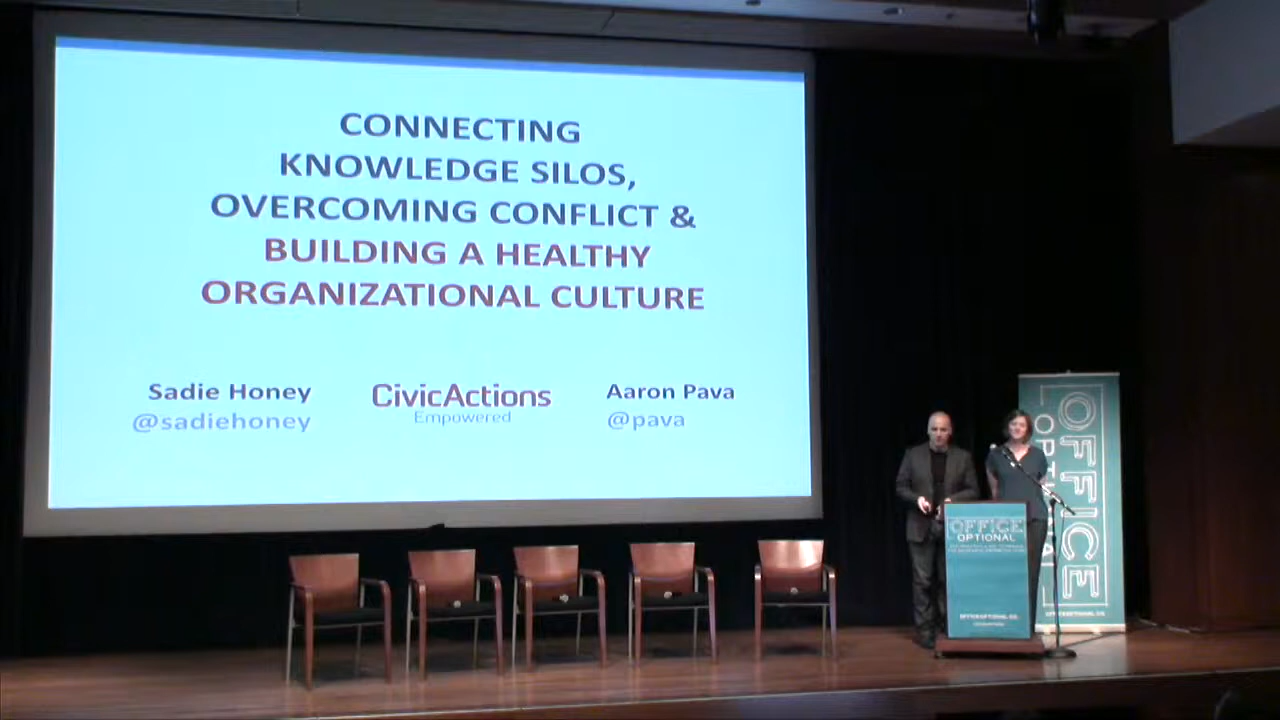 CONNECTING
KNOWLEDGE SILOS,
OVERCOMING CONFLICT &
BUILDING A HEALTHY
ORGANIZATIONAL CULTURE
Sadie Honey
@sadiehoney
CivicActions
Empowered
Aaron Pava
@pava
OFFICE
OPTIONAL
OFFICE